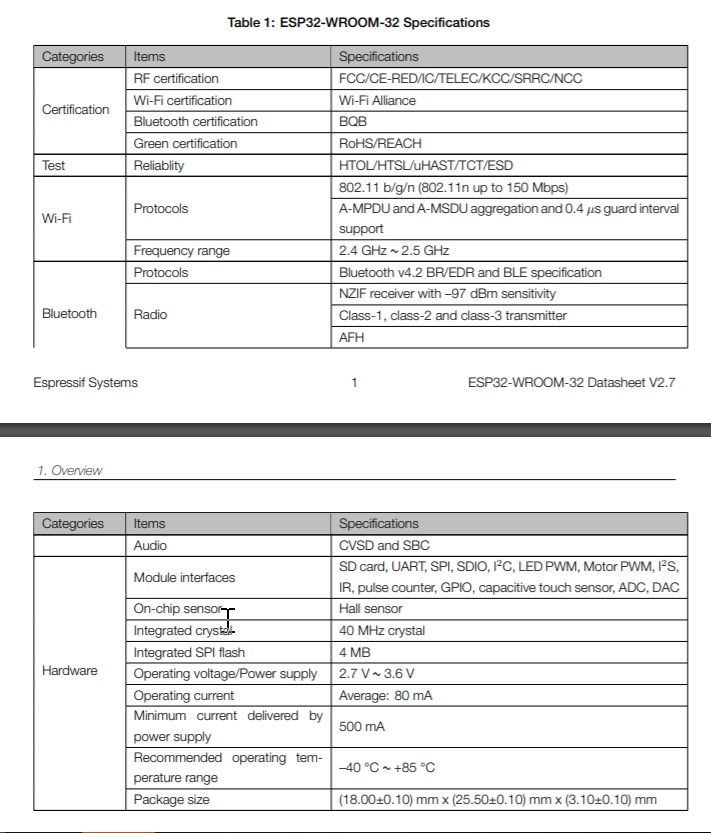 Table 1: ESP32-WROOM-32 Specifications
Categories Items Specifications
Certification
RF certification FCC/CE-RED/IC/TELEC/KCC/SRRC/NCC
Wi-Fi certification Wi-Fi Alliance
Bluetooth certification BQB
Green certification RoHS/REACH
Test Reliablity HTOL/HTSL/uHAST/TCT/ESD
Wi-Fi
Protocols
802.11 b/g/n (802.11n up to 150 Mbps)
A-MPDU and A-MSDU aggregation and 0.4 μs guard interval
support
Frequency range 2.4 GHz ~ 2.5 GHz
Bluetooth
Protocols Bluetooth v4.2 BR/EDR and BLE specification
Radio
NZIF receiver with –97 dBm sensitivity
Class-1, class-2 and class-3 transmitter
AFH
Espressif Systems 1 ESP32-WROOM-32 Datasheet V2.7
1. Overview
Categories Items Specifications
Audio CVSD and SBC
Hardware
Module interfaces
SD card, UART, SPI, SDIO, I²C, LED PWM, Motor PWM, I²S,
IR, pulse counter, GPIO, capacitive touch sensor, ADC, DAC
On-chip sensor Hall sensor
Integrated crystal 40 MHz crystal
Integrated SPI flash 4 MB
Operating voltage/Power supply 2.7 V ~ 3.6 V
Operating current Average: 80 mA
Minimum current delivered by
power supply
500 mA
Recommended operating tem-
perature range
–40 °C ~ +85 °C
Package size (18.00±0.10) mm x (25.50±0.10) mm x (3.10±0.10) mm